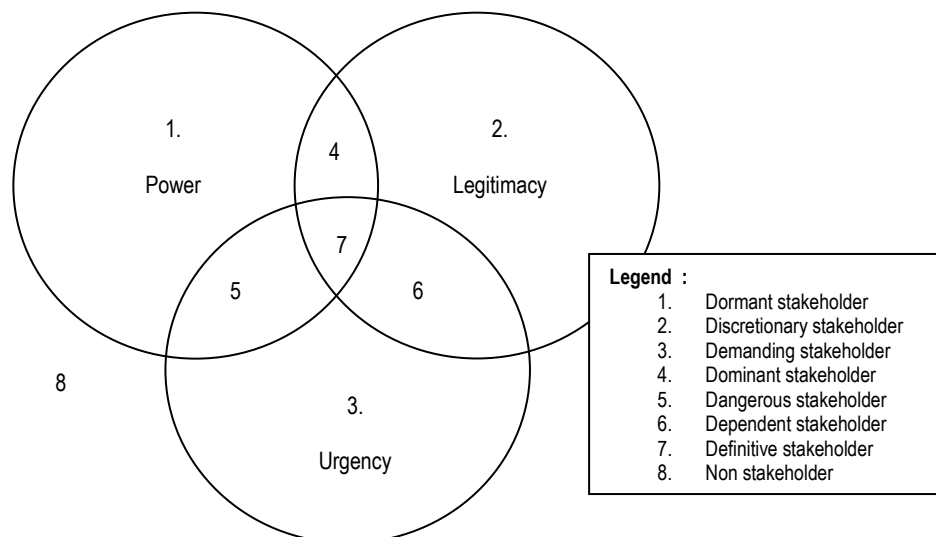 1.
2.
4
Power
Legitimacy
7
5
6
8
3.
Urgency
Legend :
1. Dormant stakeholder
2. Discretionary stakeholder
3. Demanding stakeholder
4. Dominant stakeholder
5. Dangerous stakeholder
6. Dependent stakeholder
7. Definitive stakeholder
8. Non stakeholder